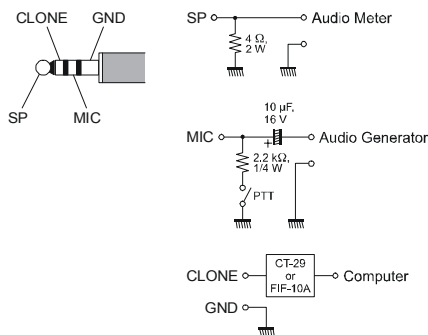 CLONE
GND
SP
MIC
SP
Audio Meter
4 Ω,
2 W
MIC
10 µF,
16 V
+
Audio Generator
2.2 kΩ,
1/4 W
PTT
CLONE
CT-29
or
FIF-10A
Computer
GND